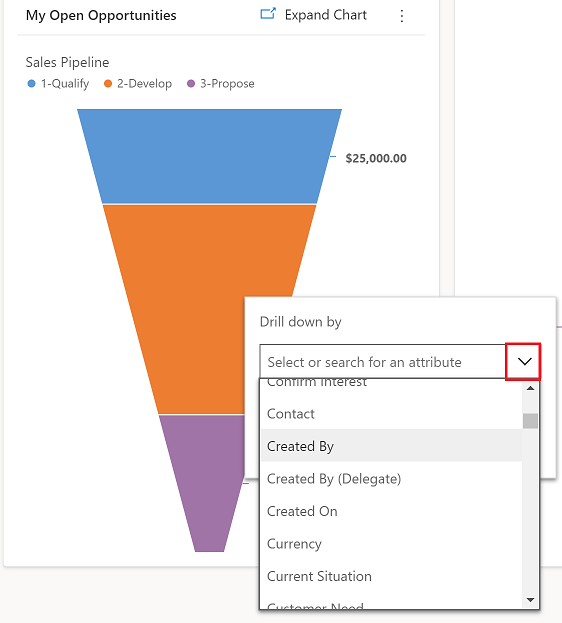 My Open Opportunities
Expand Chart
Sales Pipeline
1-Qualify
2-Develop
3-Propose
$25,000.00
Drill down by
Select or search for an attribute
Confirm Interest
Contact
Created By
Created By (Delegate)
Created On
Currency
Current Situation
Customer Need